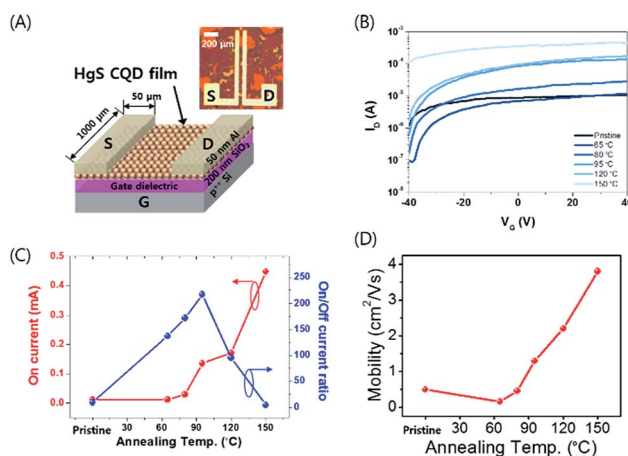 (A)
200 μm
HgS CQD film
S D
50 μm
1000 μm
S
D
50 nm Al
200 nm SiO₂
p⁺⁺ Si
Gate dielectric
G
(B)
10⁻²
10⁻³
10⁻⁴
10⁻⁵
10⁻⁶
10⁻⁷
I_D (A)
Pristine
65 °C
80 °C
95 °C
120 °C
150 °C
-40 -20 0 20 40
V_G (V)
(C)
0.5
0.4
0.3
0.2
0.1
0.0
On current (mA)
250
200
150
100
50
0
On/Off current ratio
Pristine 30 60 90 120 150
Annealing Temp. (°C)
(D)
4
3
2
1
0
Mobility (cm²/Vs)
Pristine 30 60 90 120 150
Annealing Temp. (°C)